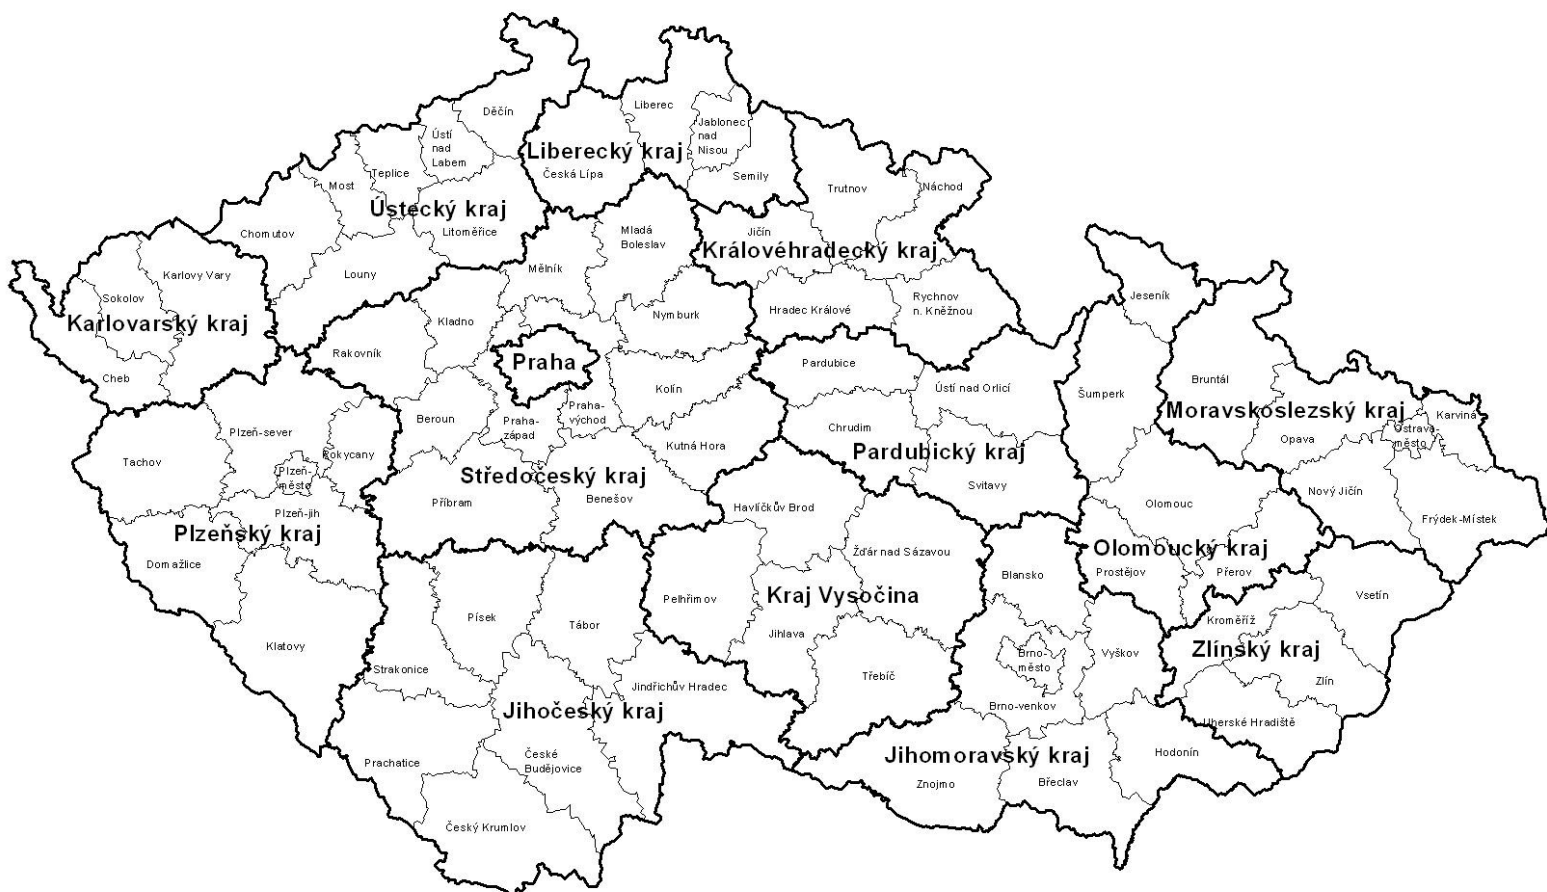 Děčín
Liberec
Jablonec
nad
Nisou
Ústí
nad
Labem
Liberecký kraj
Česká Lípa
Semily
Teplice
Most
Ústecký kraj
Litoměřice
Chomutov
Louny
Trutnov
Náchod
Jičín
Královéhradecký kraj
Hradec Králové
Rychnov
n. Kněžnou
Mladá
Boleslav
Mělník
Nymburk
Kladno
Rakovník
Praha
Kolín
Beroun
Praha-
západ
Praha-
východ
Kutná Hora
Středočeský kraj
Příbram
Benešov
Karlovy Vary
Sokolov
Karlovarský kraj
Cheb
Plzeň-sever
Tachov
Rokycany
Plzeň-
město
Plzeň-jih
Plzeňský kraj
Domažlice
Klatovy
Pardubice
Ústí nad Orlicí
Chrudim
Pardubický kraj
Svitavy
Jeseník
Šumperk
Olomouc
Olomoucký kraj
Prostějov
Přerov
Bruntál
Moravskoslezský kraj
Karviná
Opava
Ostrava-
město
Nový Jičín
Frýdek-Místek
Havlíčkův Brod
Žďár nad Sázavou
Pelhřimov
Kraj Vysočina
Jihlava
Třebíč
Písek
Tábor
Strakonice
Jindřichův Hradec
Jihočeský kraj
Prachatice
České
Budějovice
Český Krumlov
Blansko
Brno-
město
Vyškov
Brno-venkov
Jihomoravský kraj
Znojmo
Břeclav
Hodonín
Vsetín
Kroměříž
Zlínský kraj
Zlín
Uherské Hradiště